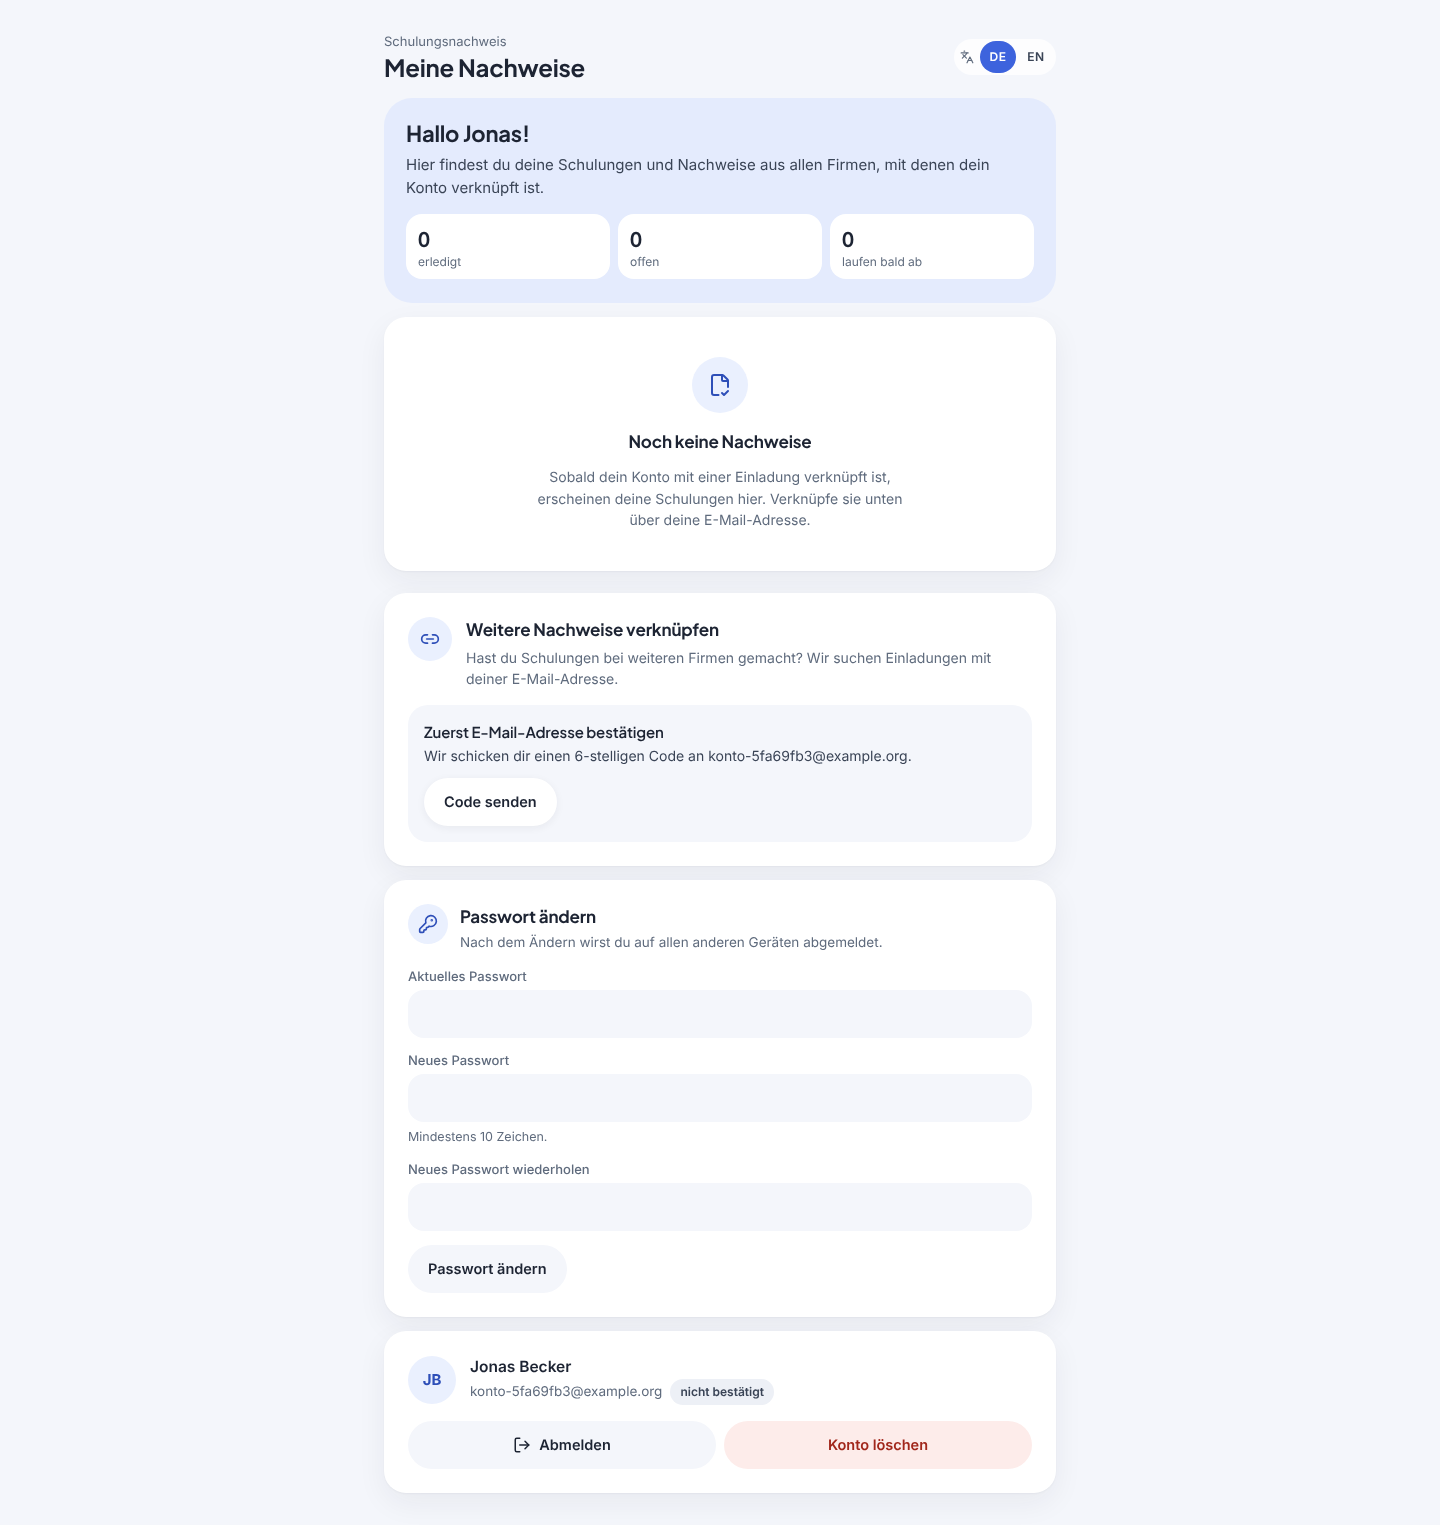 Schulungsnachweis
Meine Nachweise
DE EN
Hallo Jonas!
Hier findest du deine Schulungen und Nachweise aus allen Firmen, mit denen dein
Konto verknüpft ist.
0
erledigt
0
offen
0
laufen bald ab
Noch keine Nachweise
Sobald dein Konto mit einer Einladung verknüpft ist,
erscheinen deine Schulungen hier. Verknüpfe sie unten
über deine E-Mail-Adresse.
Weitere Nachweise verknüpfen
Hast du Schulungen bei weiteren Firmen gemacht? Wir suchen Einladungen mit
deiner E-Mail-Adresse.
Zuerst E-Mail-Adresse bestätigen
Wir schicken dir einen 6-stelligen Code an konto-5fa69fb3@example.org.
Code senden
Passwort ändern
Nach dem Ändern wirst du auf allen anderen Geräten abgemeldet.
Aktuelles Passwort
Neues Passwort
Mindestens 10 Zeichen.
Neues Passwort wiederholen
Passwort ändern
JB
Jonas Becker
konto-5fa69fb3@example.org nicht bestätigt
Abmelden
Konto löschen